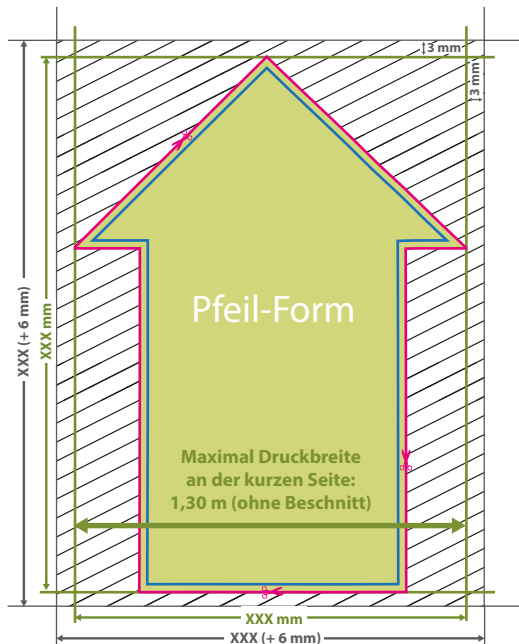 3 mm
3 mm
XXX (+ 6 mm)
XXX mm
Pfeil-Form
Maximal Druckbreite
an der kurzen Seite:
1,30 m (ohne Beschnitt)
XXX mm
XXX (+ 6 mm)